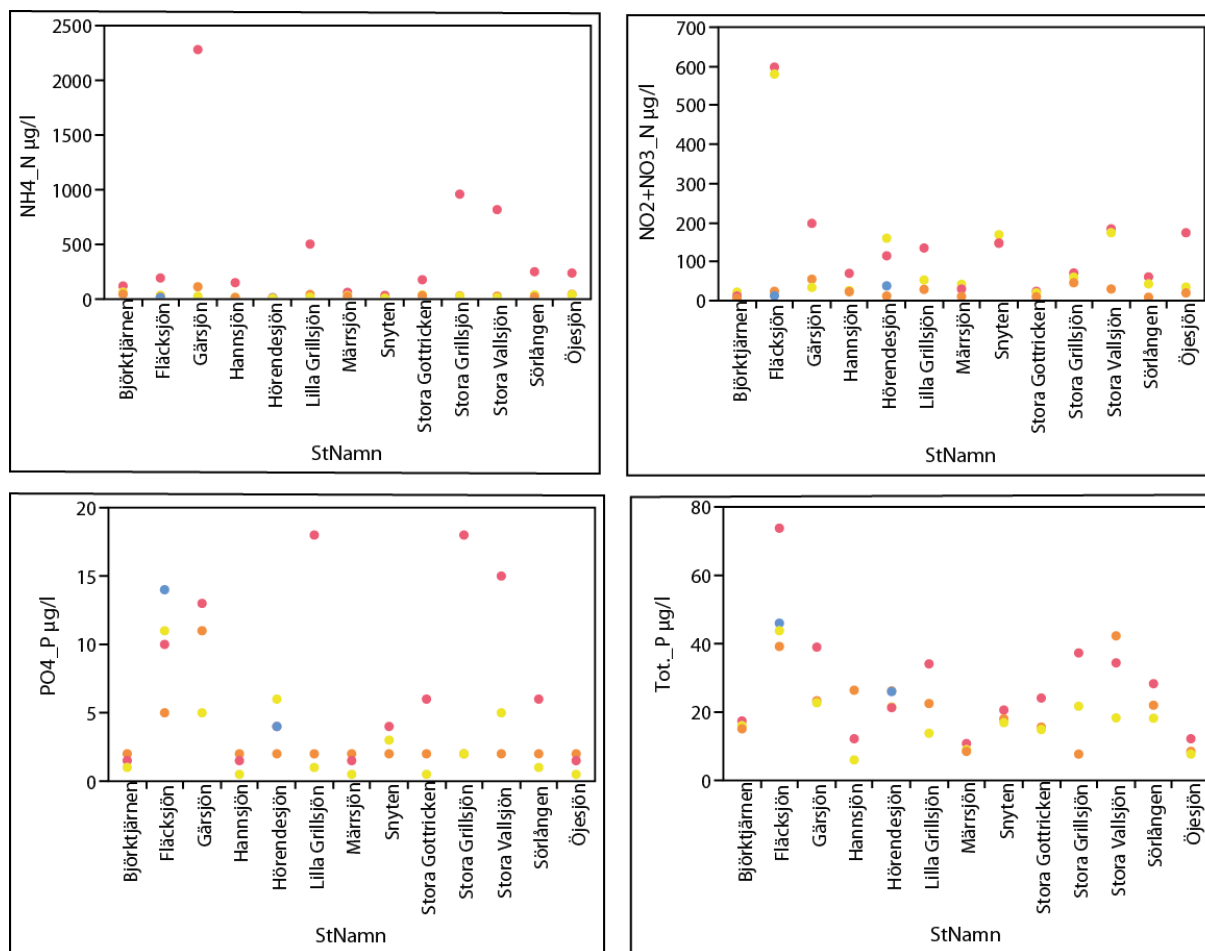 2500
2000
1500
1000
500
0
NH4_N µg/l
Björktjärnen
Fläcksjön
Gärsjön
Hannsjön
Hörendesjön
Lilla Grillsjön
Märrsjön
Snyten
Stora Gottricken
Stora Grillsjön
Stora Vallsjön
Sörlången
Öjesjön
StNamn
700
600
500
400
300
200
100
0
NO2+NO3_N µg/l
Björktjärnen
Fläcksjön
Gärsjön
Hannsjön
Hörendesjön
Lilla Grillsjön
Märrsjön
Snyten
Stora Gottricken
Stora Grillsjön
Stora Vallsjön
Sörlången
Öjesjön
StNamn
20
15
10
5
0
PO4_P µg/l
Björktjärnen
Fläcksjön
Gärsjön
Hannsjön
Hörendesjön
Lilla Grillsjön
Märrsjön
Snyten
Stora Gottricken
Stora Grillsjön
Stora Vallsjön
Sörlången
Öjesjön
StNamn
80
60
40
20
0
Tot._P µg/l
Björktjärnen
Fläcksjön
Gärsjön
Hannsjön
Hörendesjön
Lilla Grillsjön
Märrsjön
Snyten
Stora Gottricken
Stora Grillsjön
Stora Vallsjön
Sörlången
Öjesjön
StNamn